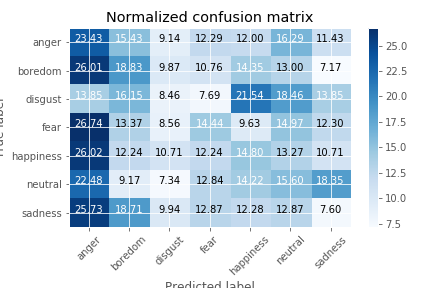 Normalized confusion matrix
anger 23.43 15.43 9.14 12.29 12.00 16.29 11.43
boredom 26.01 18.83 9.87 10.76 14.35 13.00 7.17
disgust 13.85 16.15 8.46 7.69 21.54 18.46 13.85
fear 26.74 13.37 8.56 14.44 9.63 14.97 12.30
happiness 26.02 12.24 10.71 12.24 14.80 13.27 10.71
neutral 22.48 9.17 7.34 12.84 14.22 15.60 18.35
sadness 25.73 18.71 9.94 12.87 12.28 12.87 7.60
anger boredom disgust fear happiness neutral sadness
Predicted label
True label
25.0
22.5
20.0
17.5
15.0
12.5
10.0
7.5